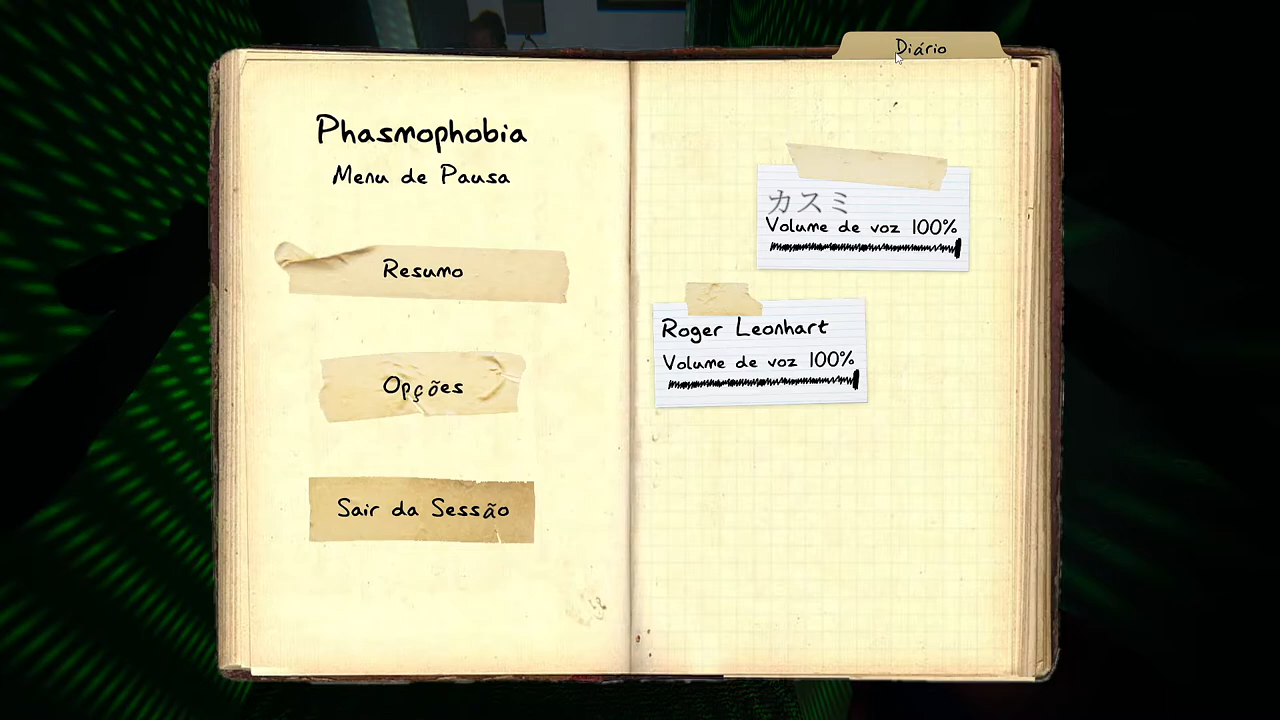 Diário
Phasmophobia
Menu de Pausa
Resumo
Opções
Sair da Sessão
カスミ
Volume de voz 100%
Roger Leonhart
Volume de voz 100%